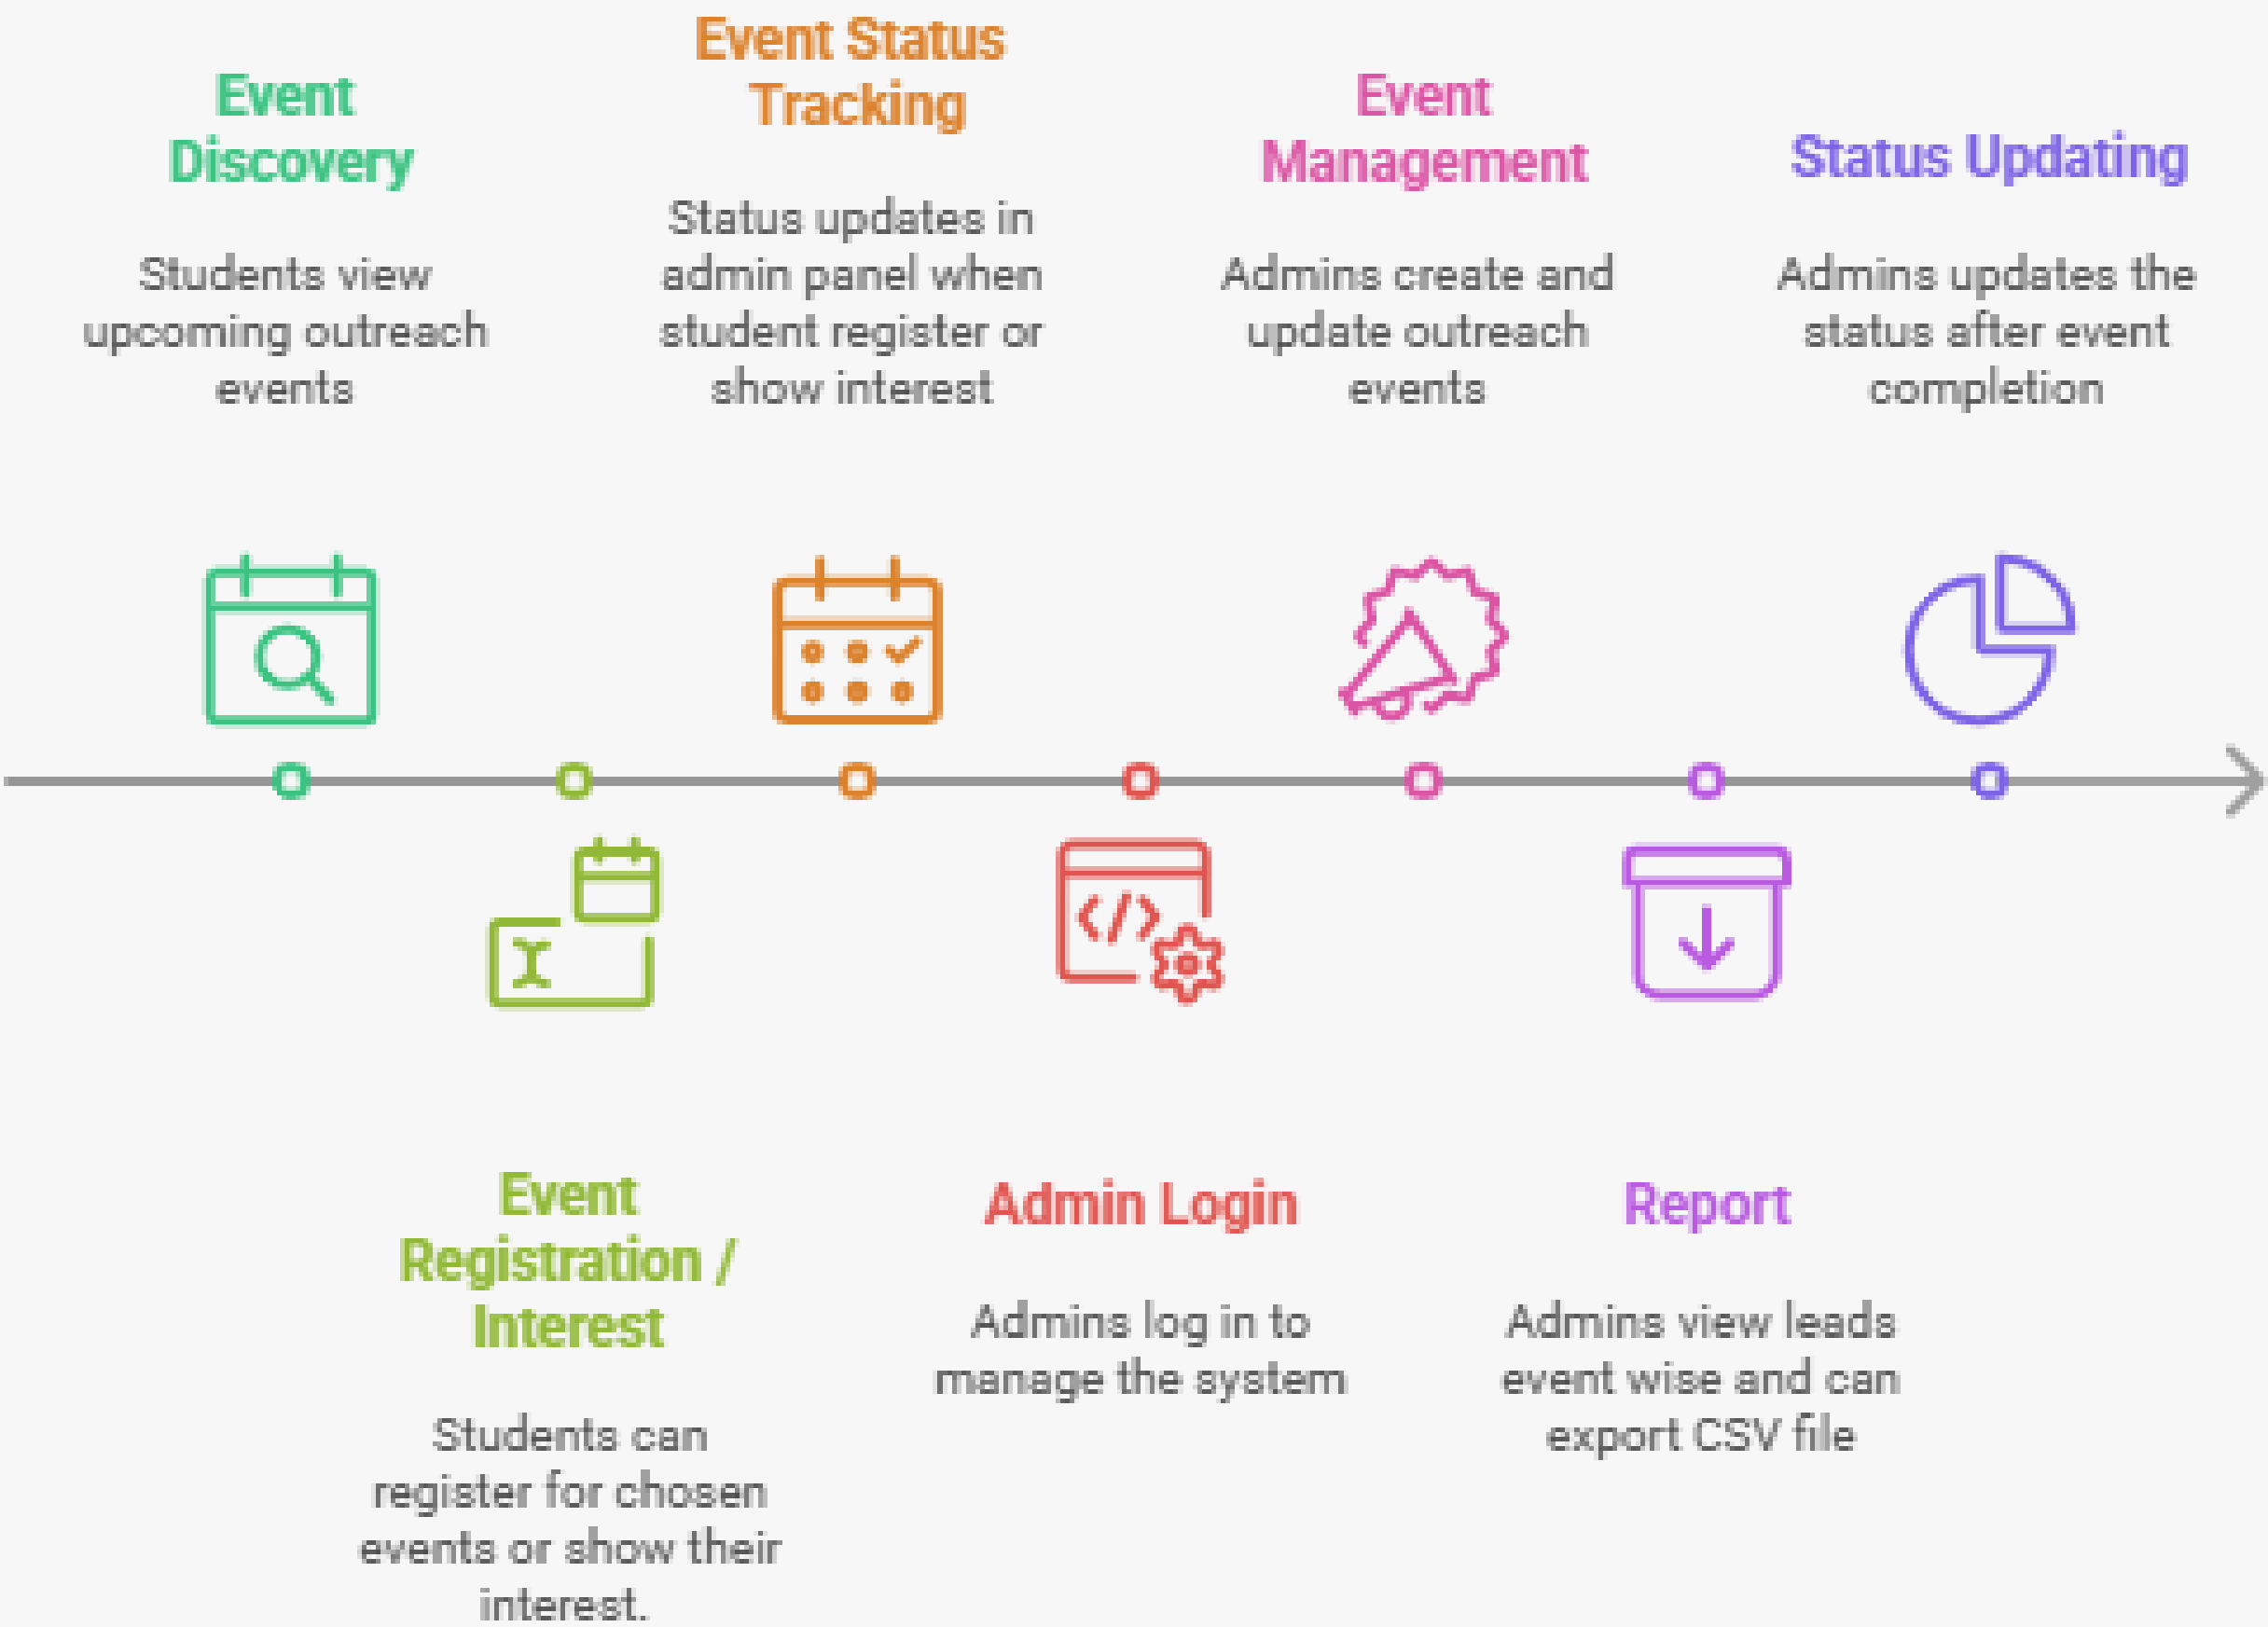 Event
Discovery
Students view
upcoming outreach
events
Event
Registration /
Interest
Students can
register for chosen
events or show their
interest.
Event Status
Tracking
Status updates in
admin panel when
student register or
show interest
Admin Login
Admins log in to
manage the system
Event
Management
Admins create and
update outreach
events
Report
Admins view leads
event wise and can
export CSV file
Status Updating
Admins updates the
status after event
completion